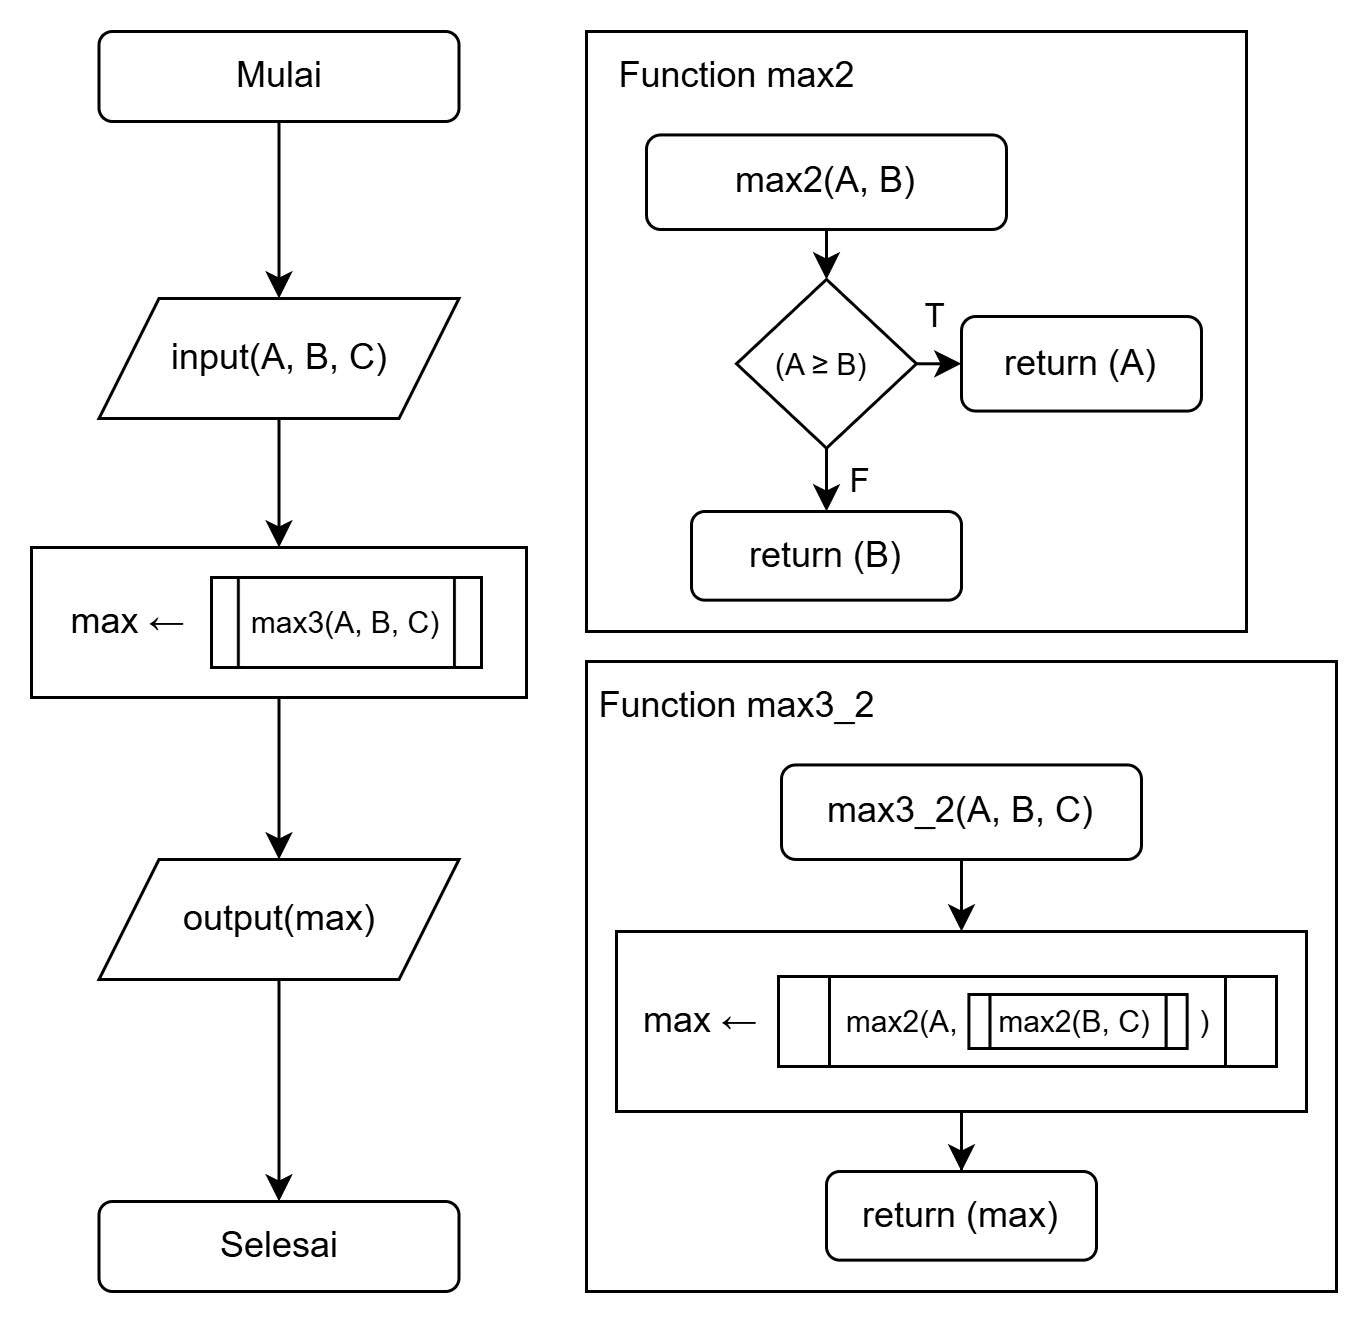 Mulai
input(A, B, C)
max ← max3(A, B, C)
output(max)
Selesai
Function max2
max2(A, B)
(A ≥ B)
T
return (A)
F
return (B)
Function max3_2
max3_2(A, B, C)
max ← max2(A, max2(B, C) )
return (max)